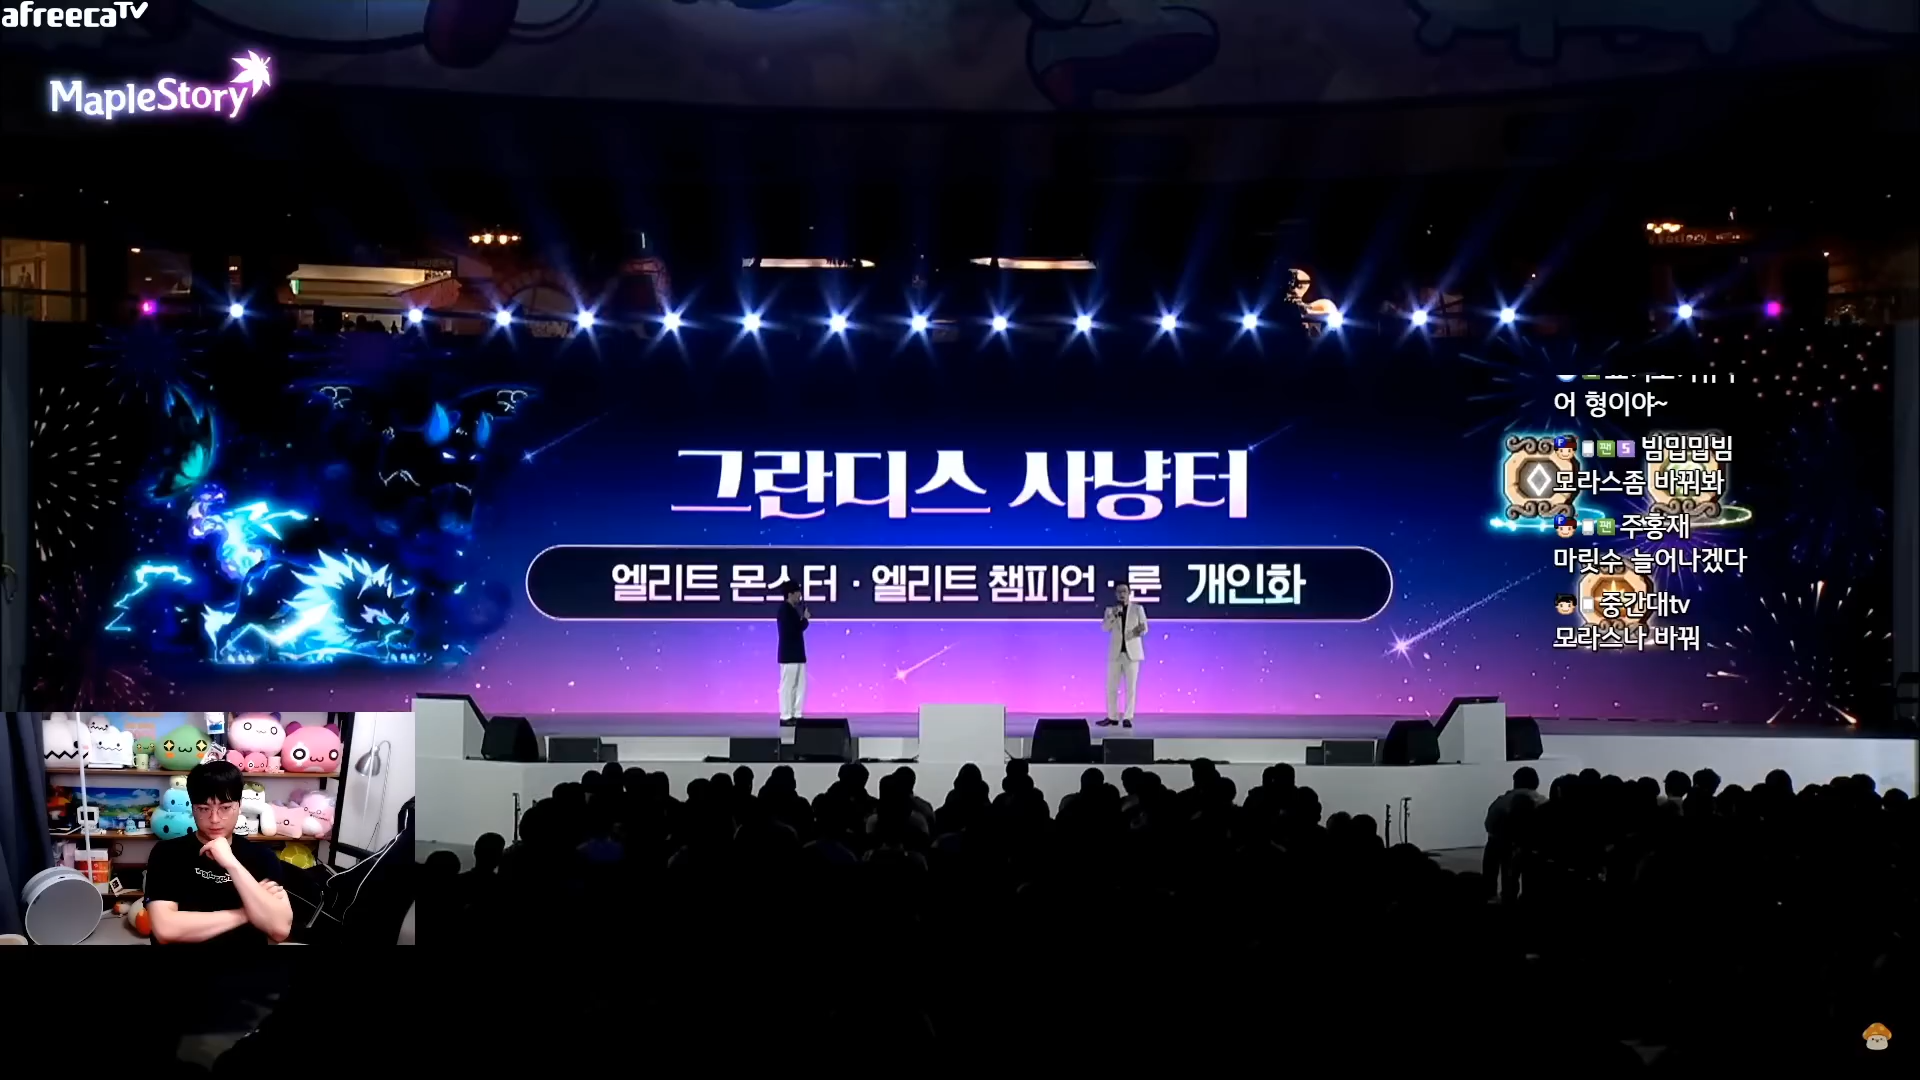 afreecaTV
MapleStory
그란디스 사냥터
엘리트 몬스터 · 엘리트 챔피언 · 룬 개인화
어 형이야~
빔밉밉빔
모라스좀 바꿔봐
주홍재
마릿수 늘어나겠다
중간대tv
모라스나 바꿔